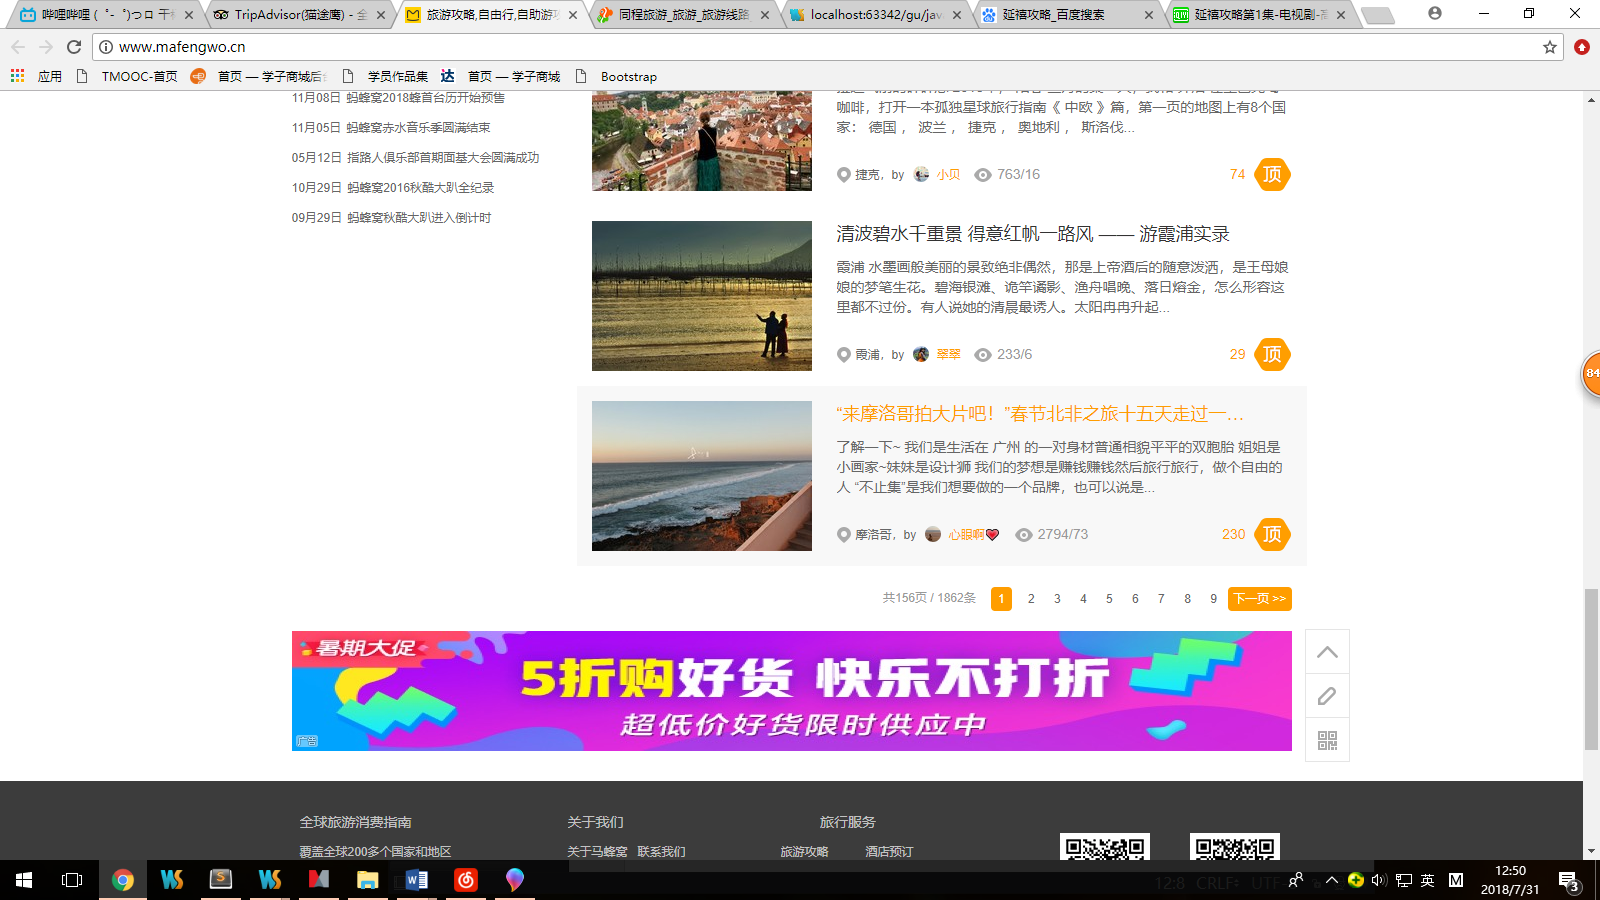 哔哩哔哩 ( ゜- ゜)つロ 干
TripAdvisor(猫途鹰) - 全
旅游攻略,自由行,自助游
同程旅游_旅游_旅游线路
localhost:63342/gu/jav
延禧攻略_百度搜索
延禧攻略第1集-电视剧-
www.mafengwo.cn
应用
TMOOC-首页
首页 — 学子商城后
学员作品集
首页 — 学子商城
Bootstrap
11月08日 蚂蜂窝2018蜂首台历开始预售
11月05日 蚂蜂窝赤水音乐季圆满结束
05月12日 指路人俱乐部首期面基大会圆满成功
10月29日 蚂蜂窝2016秋酷大趴全纪录
09月29日 蚂蜂窝秋酷大趴进入倒计时
咖啡，打开一本孤独星球旅行指南《 中欧 》篇，第一页的地图上有8个国
家： 德国 ， 波兰 ， 捷克 ， 奥地利 ， 斯洛伐...
捷克，by 小贝 763/16
74 顶
清波碧水千重景 得意红帆一路风 —— 游霞浦实录
霞浦 水墨画般美丽的景致绝非偶然，那是上帝酒后的随意泼洒，是王母娘
娘的梦笔生花。碧海银滩、诡竿谲影、渔舟唱晚、落日熔金，怎么形容这
里都不过份。有人说她的清晨最诱人。太阳冉冉升起...
霞浦，by 翠翠 233/6
29 顶
“来摩洛哥拍大片吧！”春节北非之旅十五天走过一...
了解一下~ 我们是生活在 广州 的一对身材普通相貌平平的双胞胎 姐姐是
小画家~妹妹是设计狮 我们的梦想是赚钱赚钱然后旅行旅行，做个自由的
人 “不止集”是我们想要做的一个品牌，也可以说是...
摩洛哥，by 心眼啊 2794/73
230 顶
共156页 / 1862条 1 2 3 4 5 6 7 8 9 下一页 >>
84
暑期大促
5折购好货 快乐不打折
超低价好货限时供应中
广告
全球旅游消费指南
关于我们
旅行服务
覆盖全球200多个国家和地区
关于马蜂窝 联系我们
旅游攻略 酒店预订
12:8 CRLF: UTF-
英
M
12:50
2018/7/31
3